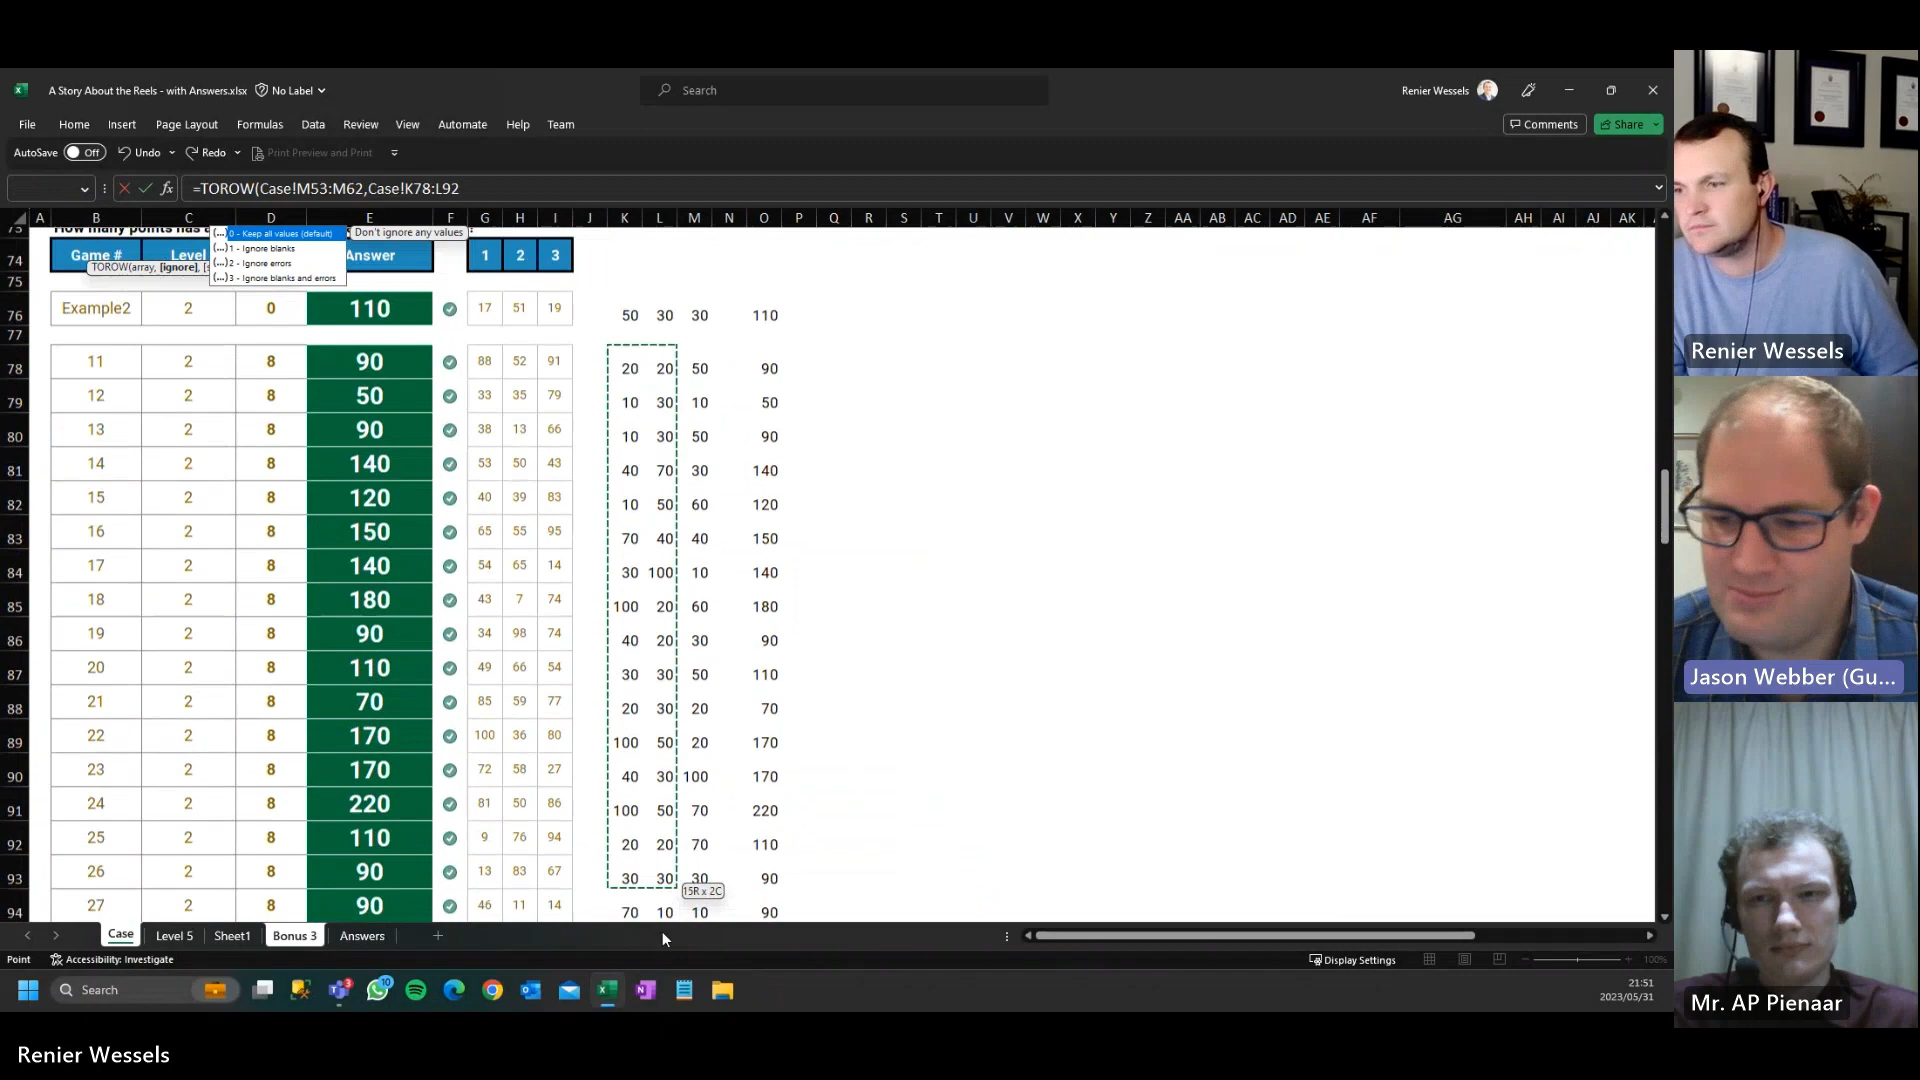 A Story About the Reels - with Answers.xlsx No Label
Search
Renier Wessels
File Home Insert Page Layout Formulas Data Review View Automate Help Team
Comments Share
AutoSave Off Undo Redo Print Preview and Print
=TOROW(Case!M53:M62,Case!K78:L92
A B C D E F G H I J K L M N O P Q R S T U V W X Y Z AA AB AC AD AE AF AG AH AI AJ AK
(...) 0 - Keep all values (default) Don't ignore any values
(...) 1 - Ignore blanks
(...) 2 - Ignore errors
(...) 3 - Ignore blanks and errors
TOROW(array, [ignore], [s
74 Game # Level Answer 1 2 3
75
76 Example2 2 0 110 17 51 19 50 30 30 110
77
78 11 2 8 90 88 52 91 20 20 50 90
79 12 2 8 50 33 35 79 10 30 10 50
80 13 2 8 90 38 13 66 10 30 50 90
81 14 2 8 140 53 50 43 40 70 30 140
82 15 2 8 120 40 39 83 10 50 60 120
83 16 2 8 150 65 55 95 70 40 40 150
84 17 2 8 140 54 65 14 30 100 10 140
85 18 2 8 180 43 7 74 100 20 60 180
86 19 2 8 90 34 98 74 40 20 30 90
87 20 2 8 110 49 66 54 30 30 50 110
88 21 2 8 70 85 59 77 20 30 20 70
89 22 2 8 170 100 36 80 100 50 20 170
90 23 2 8 170 72 58 27 40 30 100 170
91 24 2 8 220 81 50 86 100 50 70 220
92 25 2 8 110 9 76 94 20 20 70 110
93 26 2 8 90 13 83 67 30 30 30 90
15R x 2C
94 27 2 8 90 46 11 14 70 10 10 90
Case Level 5 Sheet1 Bonus 3 Answers
Point Accessibility: Investigate Display Settings 100%
Search
3
10
21:51
2023/05/31
Renier Wessels
Jason Webber (Gu...
Mr. AP Pienaar
Renier Wessels